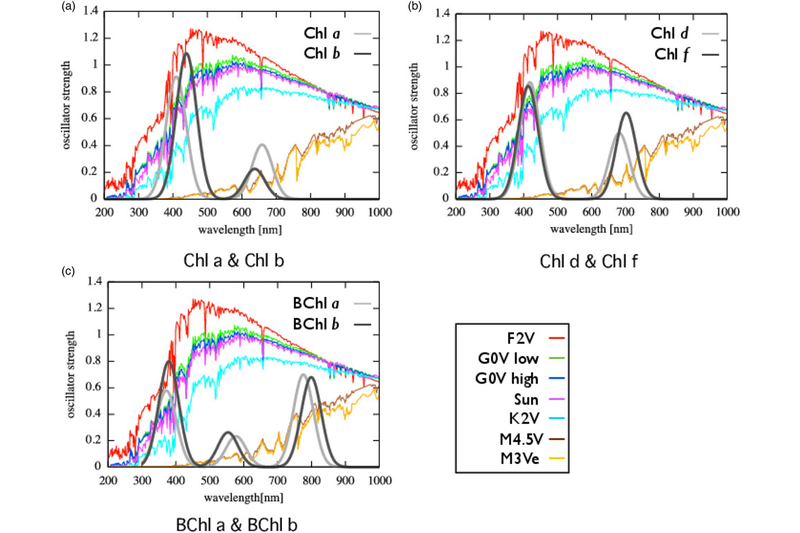 (a)
1.4
1.2
1
0.8
0.6
0.4
0.2
0
oscillator strength
Chl a
Chl b
200 300 400 500 600 700 800 900 1000
wavelength [nm]
Chl a & Chl b
(b)
1.4
1.2
1
0.8
0.6
0.4
0.2
0
oscillator strength
Chl d
Chl f
200 300 400 500 600 700 800 900 1000
wavelength [nm]
Chl d & Chl f
(c)
1.4
1.2
1
0.8
0.6
0.4
0.2
0
oscillator strength
BChl a
BChl b
200 300 400 500 600 700 800 900 1000
wavelength[nm]
BChl a & BChl b
F2V
G0V low
G0V high
Sun
K2V
M4.5V
M3Ve